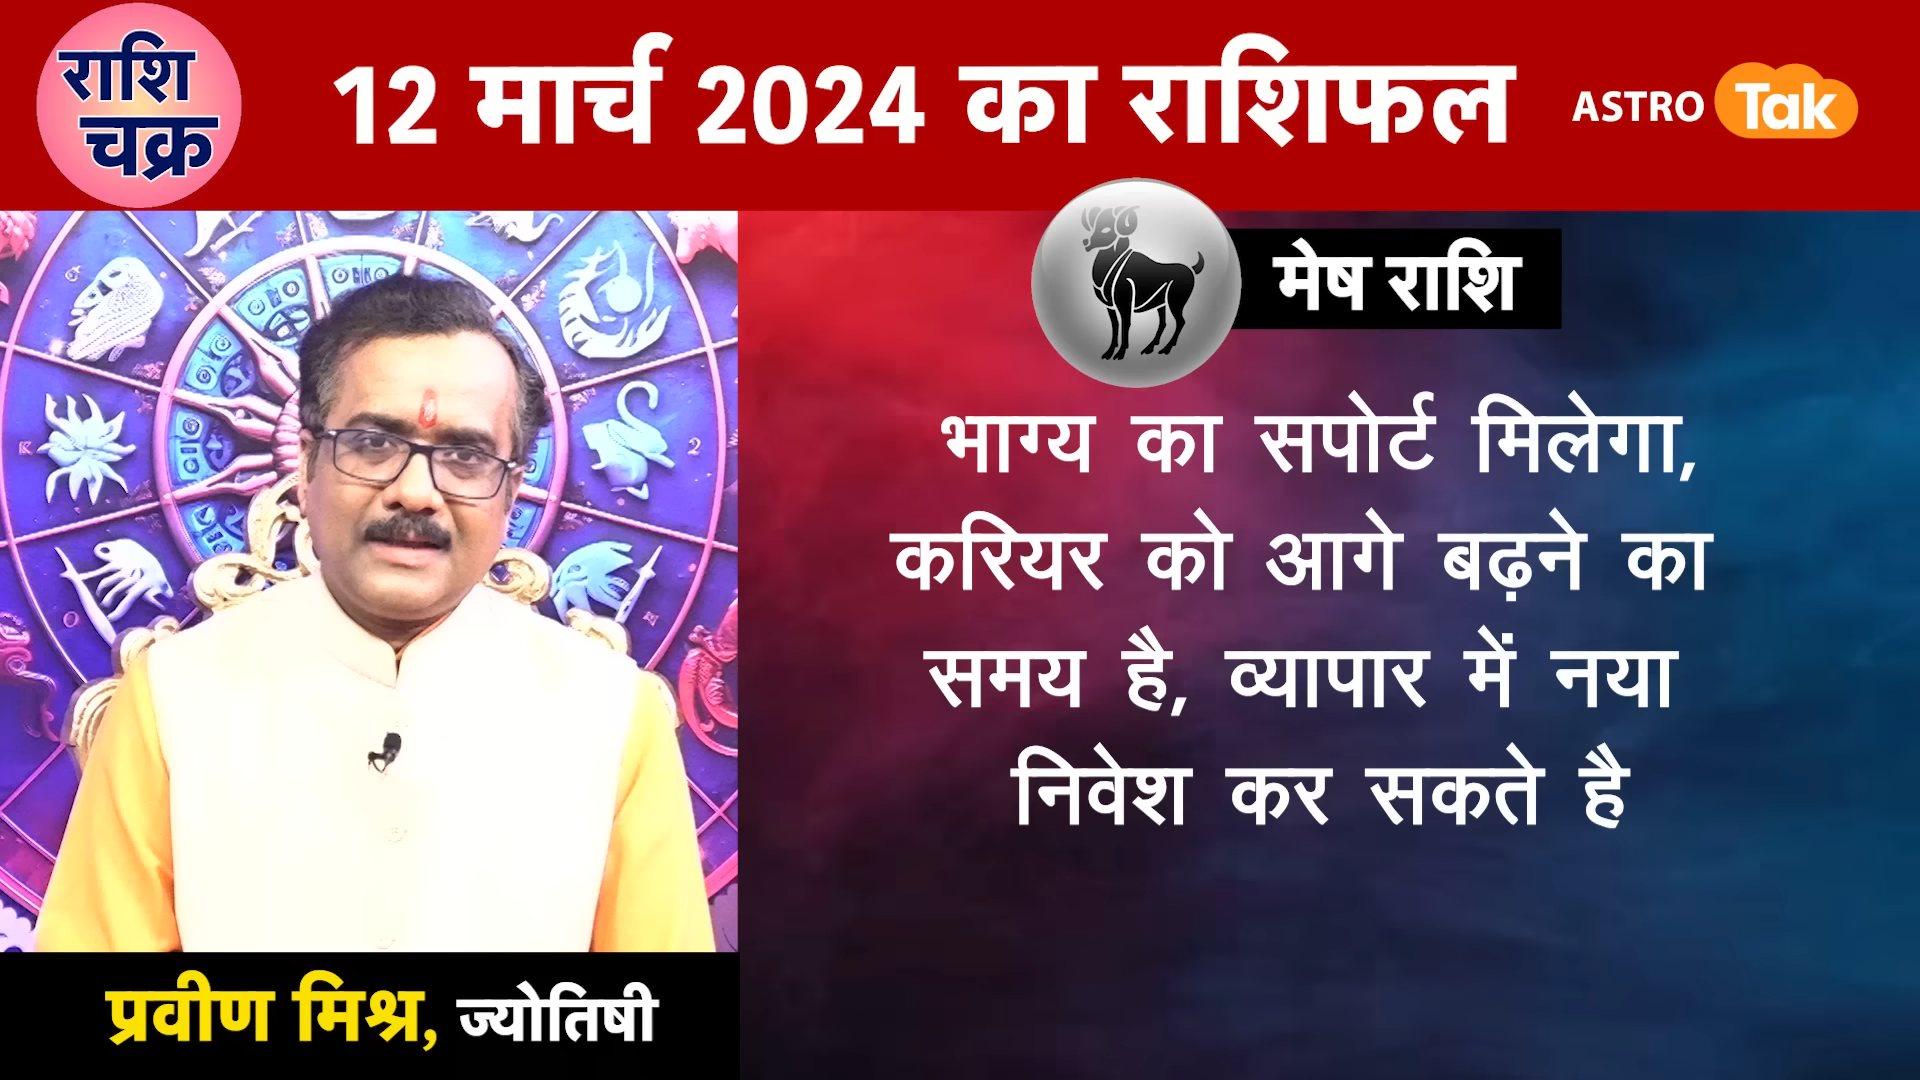 राशि
चक्र
12 मार्च 2024 का राशिफल
ASTRO Tak
मेष राशि
भाग्य का सपोर्ट मिलेगा,
करियर को आगे बढ़ने का
समय है, व्यापार में नया
निवेश कर सकते है
प्रवीण मिश्र, ज्योतिषी